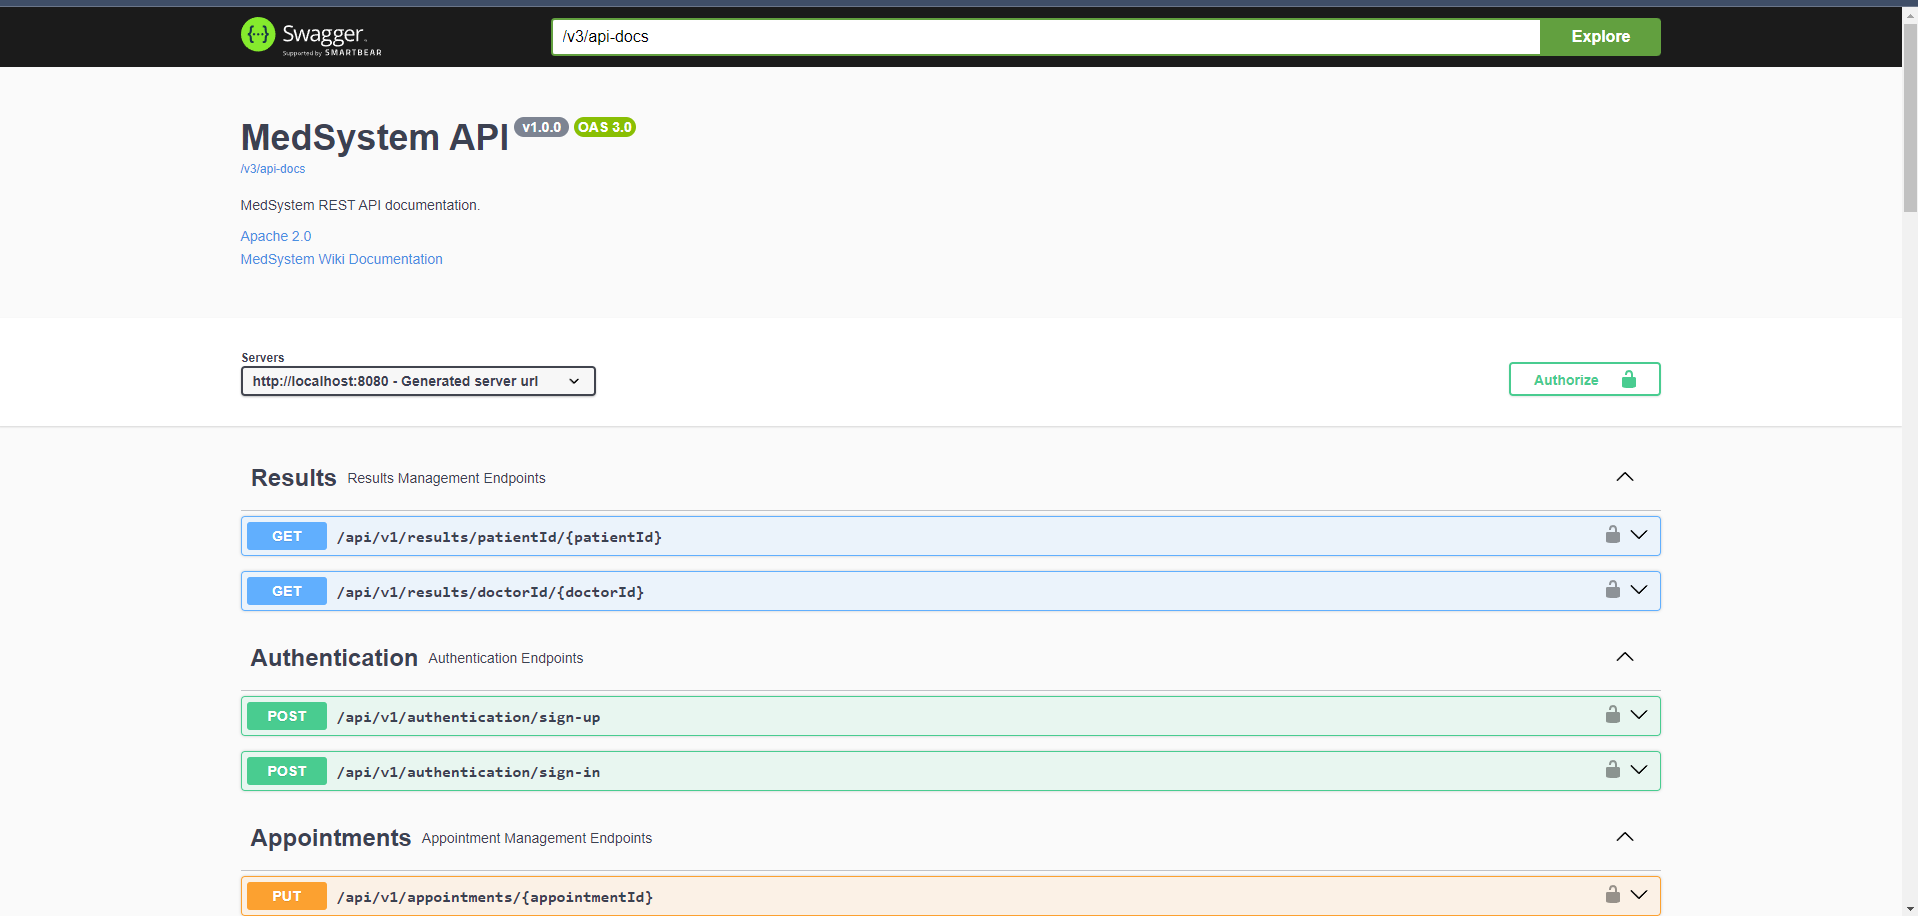 Swagger.
Supported by SMARTBEAR
/v3/api-docs
Explore
MedSystem API v1.0.0 OAS 3.0
/v3/api-docs
MedSystem REST API documentation.
Apache 2.0
MedSystem Wiki Documentation
Servers
http://localhost:8080 - Generated server url
Authorize
Results Results Management Endpoints
GET /api/v1/results/patientId/{patientId}
GET /api/v1/results/doctorId/{doctorId}
Authentication Authentication Endpoints
POST /api/v1/authentication/sign-up
POST /api/v1/authentication/sign-in
Appointments Appointment Management Endpoints
PUT /api/v1/appointments/{appointmentId}